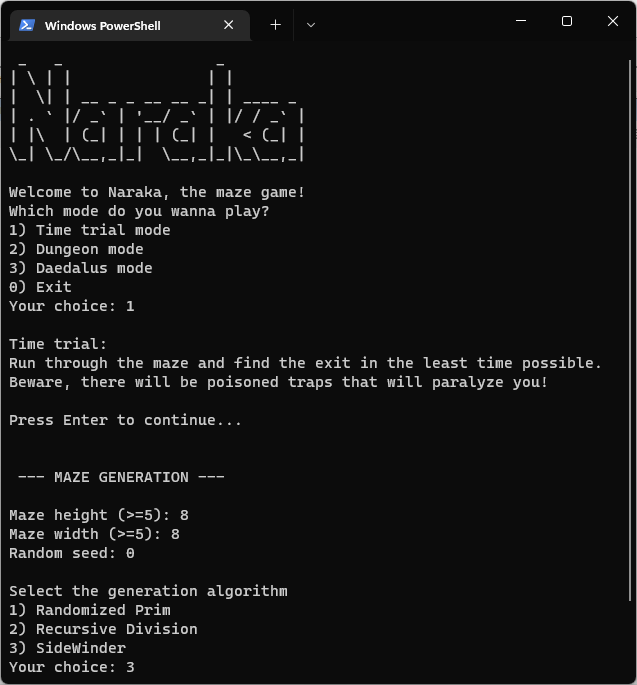 Windows PowerShell
Naraka
Welcome to Naraka, the maze game!
Which mode do you wanna play?
1) Time trial mode
2) Dungeon mode
3) Daedalus mode
0) Exit
Your choice: 1
Time trial:
Run through the maze and find the exit in the least time possible.
Beware, there will be poisoned traps that will paralyze you!
Press Enter to continue...
--- MAZE GENERATION ---
Maze height (>=5): 8
Maze width (>=5): 8
Random seed: 0
Select the generation algorithm
1) Randomized Prim
2) Recursive Division
3) SideWinder
Your choice: 3